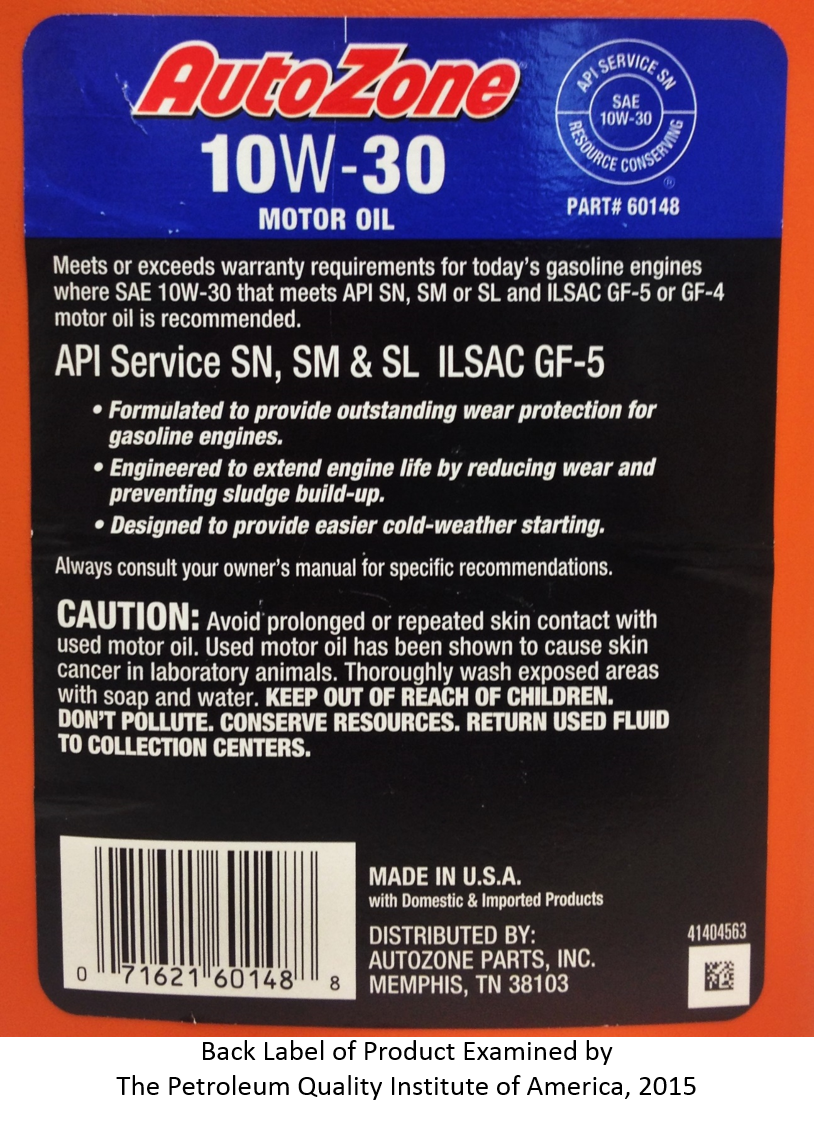 AutoZone
10W-30
MOTOR OIL
API SERVICE SN
SAE
10W-30
RESOURCE CONSERVING
®
PART# 60148
Meets or exceeds warranty requirements for today's gasoline engines
where SAE 10W-30 that meets API SN, SM or SL and ILSAC GF-5 or GF-4
motor oil is recommended.
API Service SN, SM & SL ILSAC GF-5
• Formulated to provide outstanding wear protection for
gasoline engines.
• Engineered to extend engine life by reducing wear and
preventing sludge build-up.
• Designed to provide easier cold-weather starting.
Always consult your owner's manual for specific recommendations.
CAUTION: Avoid prolonged or repeated skin contact with
used motor oil. Used motor oil has been shown to cause skin
cancer in laboratory animals. Thoroughly wash exposed areas
with soap and water. KEEP OUT OF REACH OF CHILDREN.
DON'T POLLUTE. CONSERVE RESOURCES. RETURN USED FLUID
TO COLLECTION CENTERS.
0 71621 60148 8
MADE IN U.S.A.
with Domestic & Imported Products
DISTRIBUTED BY:
AUTOZONE PARTS, INC.
MEMPHIS, TN 38103
41404563
Back Label of Product Examined by
The Petroleum Quality Institute of America, 2015